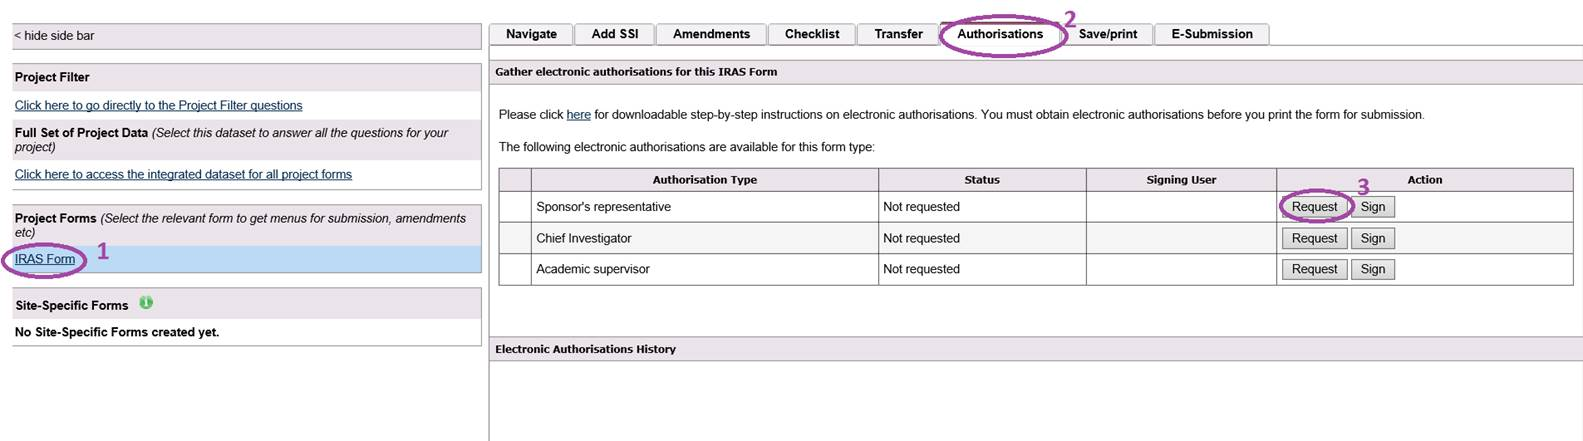 < hide side bar
Project Filter
Click here to go directly to the Project Filter questions
Full Set of Project Data (Select this dataset to answer all the questions for your
project)
Click here to access the integrated dataset for all project forms
Project Forms (Select the relevant form to get menus for submission, amendments
etc)
IRAS Form 1
Site-Specific Forms i
No Site-Specific Forms created yet.
Navigate Add SSI Amendments Checklist Transfer Authorisations 2 Save/print E-Submission
Gather electronic authorisations for this IRAS Form
Please click here for downloadable step-by-step instructions on electronic authorisations. You must obtain electronic authorisations before you print the form for submission.
The following electronic authorisations are available for this form type:
Authorisation Type Status Signing User Action
Sponsor's representative Not requested Request 3 Sign
Chief Investigator Not requested Request Sign
Academic supervisor Not requested Request Sign
Electronic Authorisations History